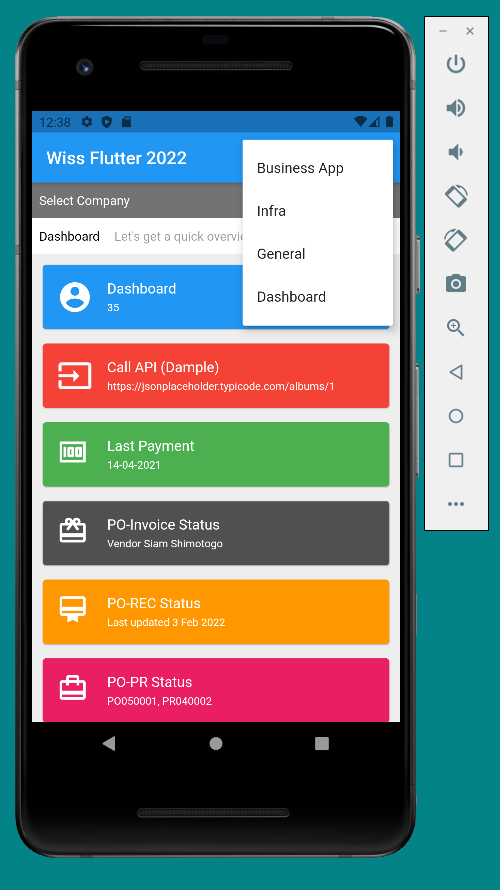 12:38
Wiss Flutter 2022
Business App
Infra
General
Dashboard
Select Company
Dashboard Let's get a quick overvie
Dashboard
35
Call API (Dample)
https://jsonplaceholder.typicode.com/albums/1
Last Payment
14-04-2021
PO-Invoice Status
Vendor Siam Shimotogo
PO-REC Status
Last updated 3 Feb 2022
PO-PR Status
PO050001, PR040002